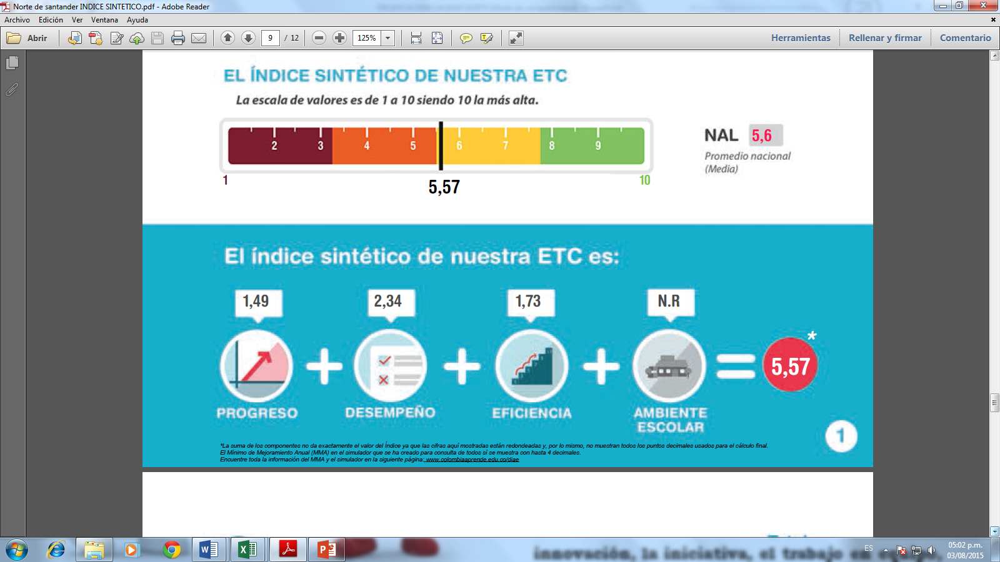 Norte de santander INDICE SINTETICO.pdf - Adobe Reader
Archivo Edición Ver Ventana Ayuda
Abrir 9 / 12 125% Herramientas Rellenar y firmar Comentario
EL ÍNDICE SINTÉTICO DE NUESTRA ETC
La escala de valores es de 1 a 10 siendo 10 la más alta.
2 3 4 5 6 7 8 9
1 10
5,57
NAL 5,6
Promedio nacional
(Media)
El índice sintético de nuestra ETC es:
1,49 2,34 1,73 N.R
+ + + = 5,57 *
PROGRESO DESEMPEÑO EFICIENCIA AMBIENTE
ESCOLAR
1
*La suma de los componentes no da exactamente el valor del Índice ya que las cifras aquí mostradas están redondeadas y, por lo mismo, no muestran todos los puntos decimales usados para el cálculo final.
El Mínimo de Mejoramiento Anual (MMA) en el simulador que se ha creado para consulta de todos sí se muestra con hasta 4 decimales.
Encuentre toda la información del MMA y el simulador en la siguiente página: www.colombiaaprende.edu.co/diae
innovación, la iniciativa, el trabajo en equipo,
ES
05:02 p.m.
03/08/2015